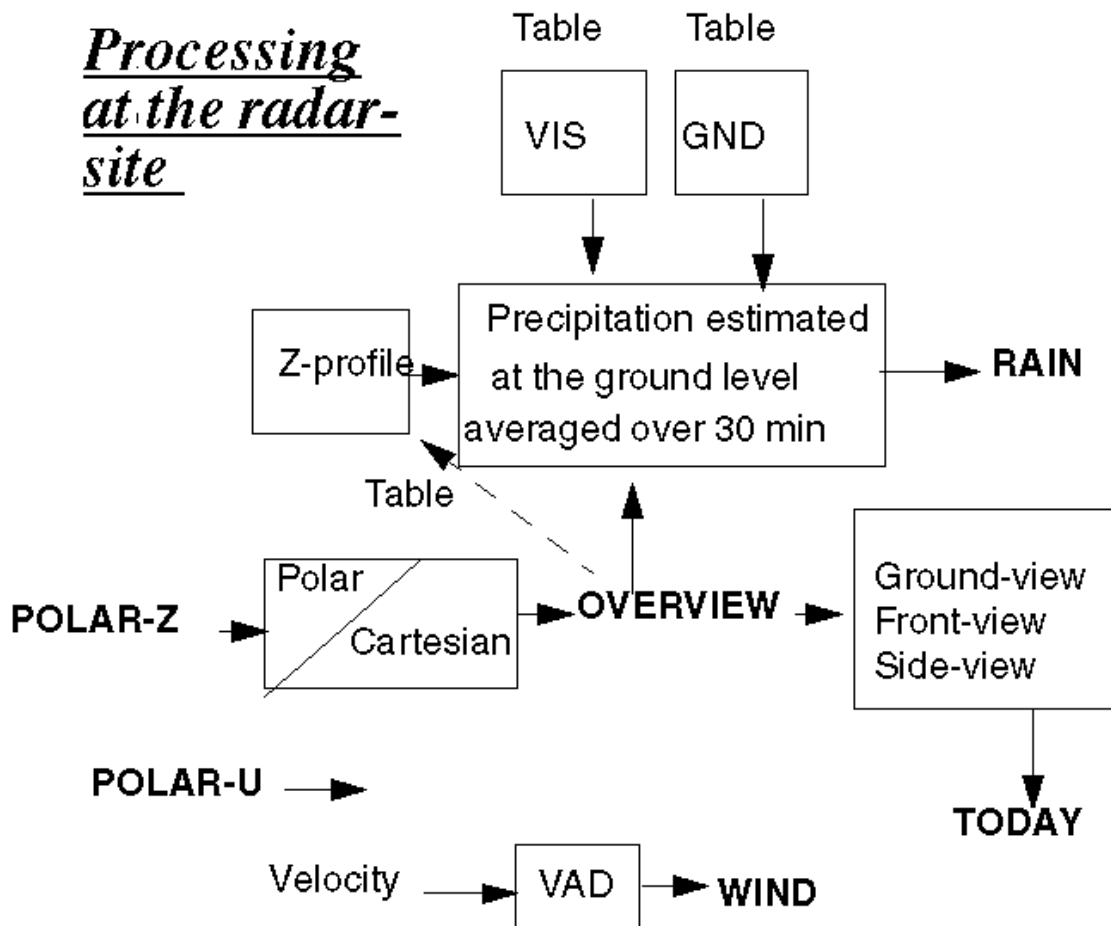 Processing
at the radar-
site
Table
Table
VIS
GND
Z-profile
Precipitation estimated
at the ground level
averaged over 30 min
RAIN
Table
POLAR-Z
Polar
Cartesian
OVERVIEW
Ground-view
Front-view
Side-view
POLAR-U
TODAY
Velocity
VAD
WIND